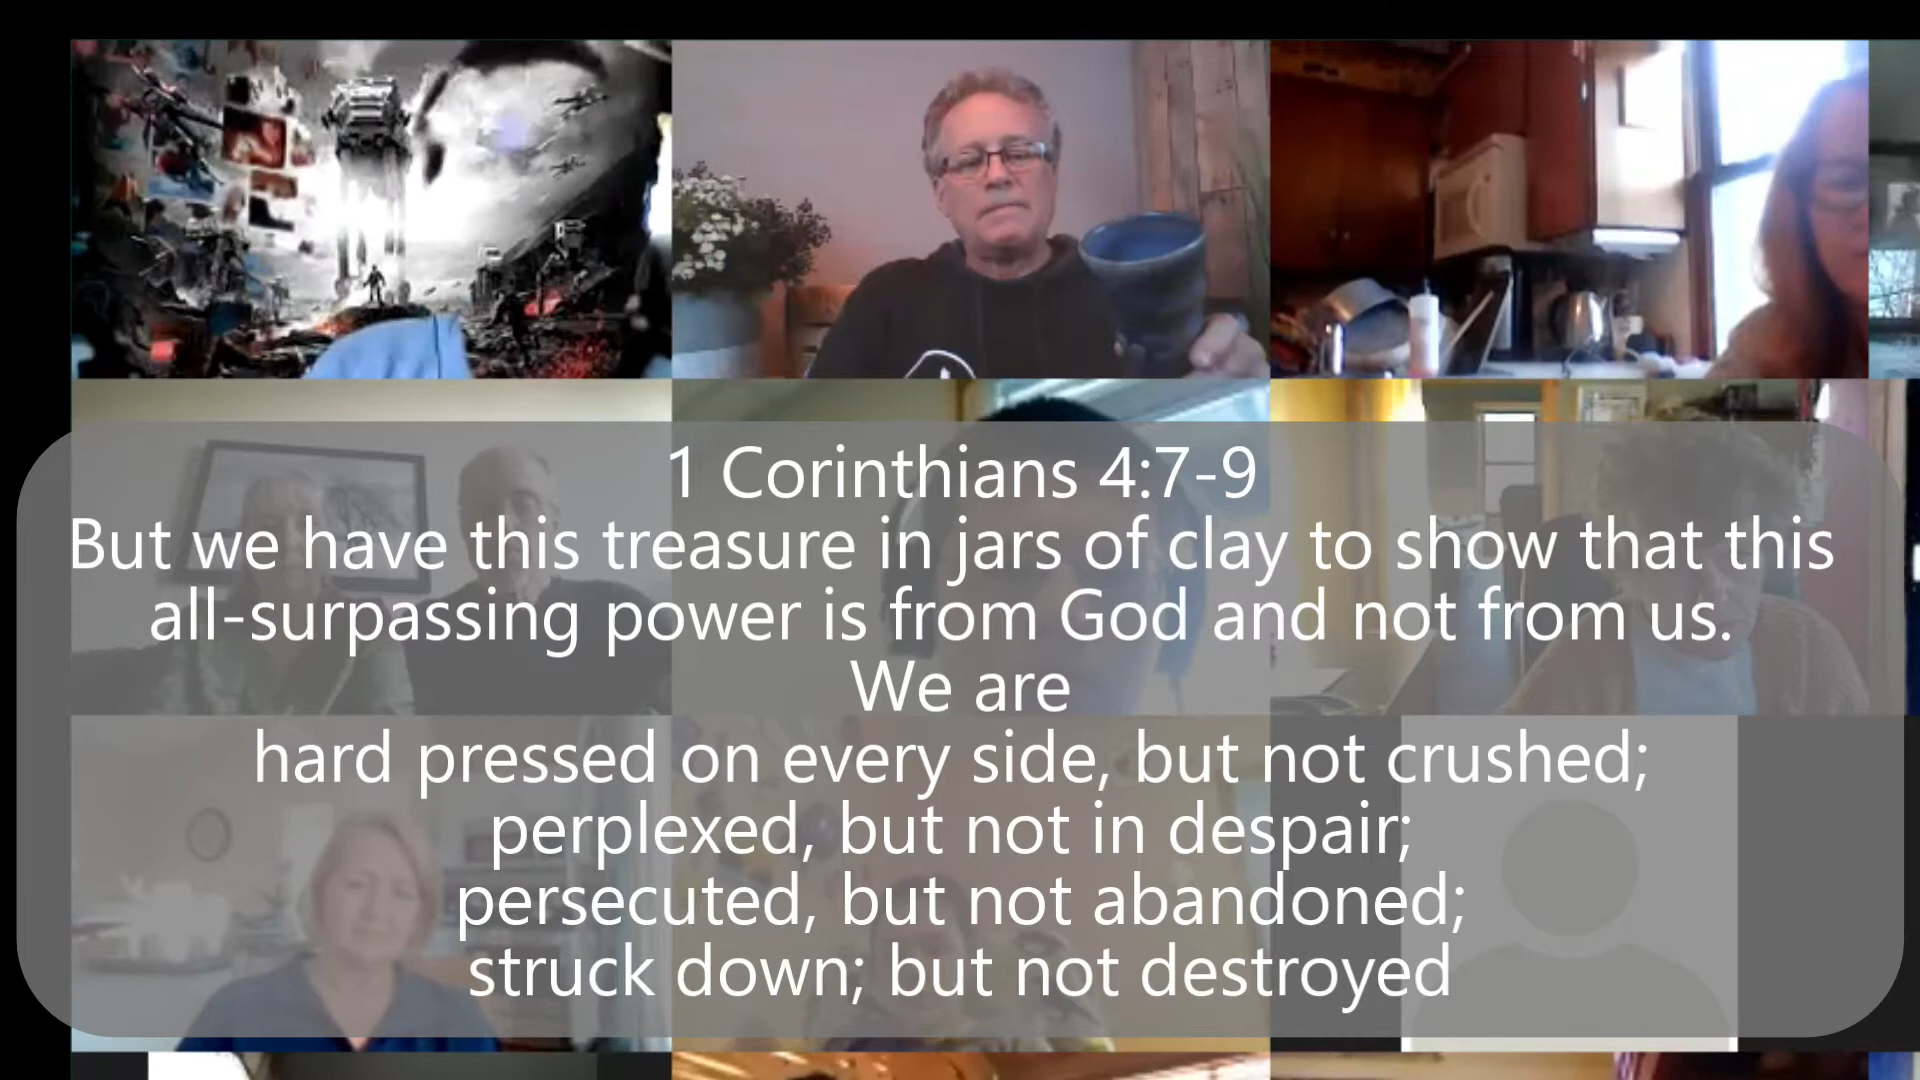 1 Corinthians 4:7-9
But we have this treasure in jars of clay to show that this
all-surpassing power is from God and not from us.
We are
hard pressed on every side, but not crushed;
perplexed, but not in despair;
persecuted, but not abandoned;
struck down; but not destroyed